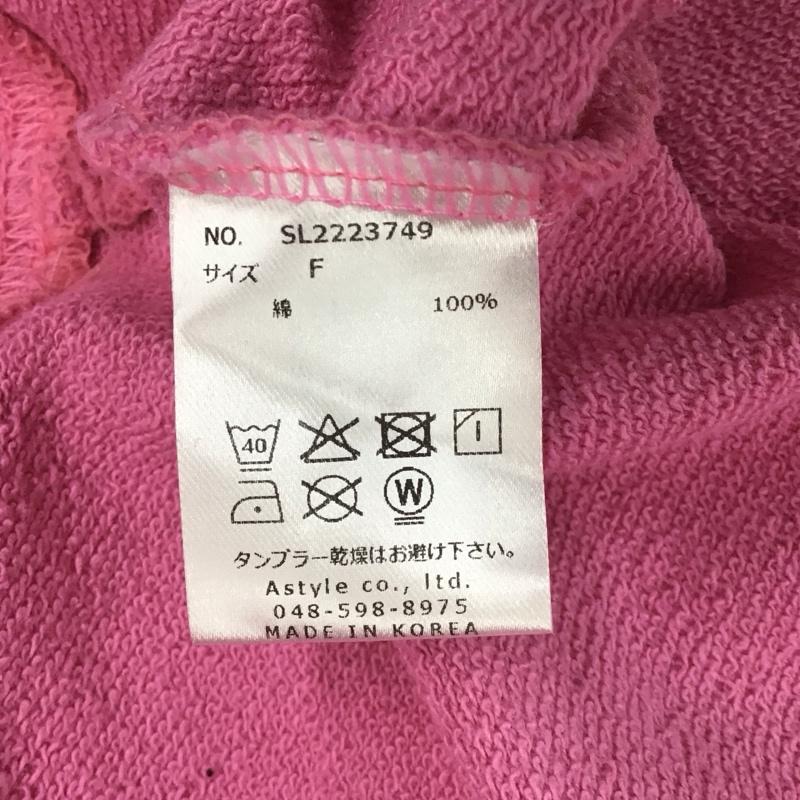 NO. SL2223749
サイズ F
綿 100%
40
W
タンブラー乾燥はお避け下さい。
Astyle co., ltd.
048-598-8975
MADE IN KOREA